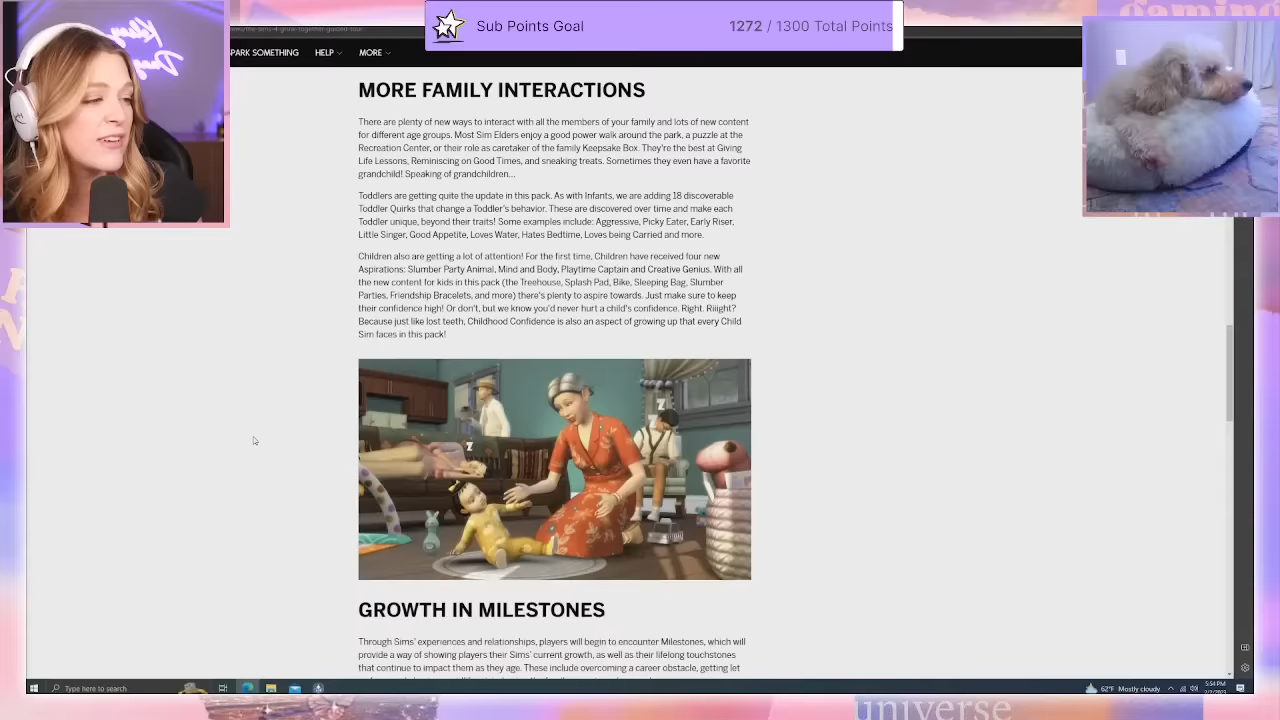 Sub Points Goal
1272 / 1300 Total Points
SPARK SOMETHING
HELP
MORE
Kelsey
MORE FAMILY INTERACTIONS
There are plenty of new ways to interact with all the members of your family and lots of new content
for different age groups. Most Sim Elders enjoy a good power walk around the park, a puzzle at the
Recreation Center, or their role as caretaker of the family Keepsake Box. They're the best at Giving
Life Lessons, Reminiscing on Good Times, and sneaking treats. Sometimes they even have a favorite
grandchild! Speaking of grandchildren...
Toddlers are getting quite the update in this pack. As with Infants, we are adding 18 discoverable
Toddler Quirks that change a Toddler's behavior. These are discovered over time and make each
Toddler unique, beyond their traits! Some examples include: Aggressive, Picky Eater, Early Riser,
Little Singer, Good Appetite, Loves Water, Hates Bedtime, Loves being Carried and more.
Children also are getting a lot of attention! For the first time, Children have received four new
Aspirations: Slumber Party Animal, Mind and Body, Playtime Captain and Creative Genius. With all
the new content for kids in this pack (the Treehouse, Splash Pad, Bike, Sleeping Bag, Slumber
Parties, Friendship Bracelets, and more) there's plenty to aspire towards. Just make sure to keep
their confidence high! Or don't, but we know you'd never hurt a child's confidence. Right. Riiight?
Because just like lost teeth, Childhood Confidence is also an aspect of growing up that every Child
Sim faces in this pack!
Z
Z
Z
GROWTH IN MILESTONES
Through Sims' experiences and relationships, players will begin to encounter Milestones, which will
provide a way of showing players their Sims' current growth, as well as their lifelong touchstones
that continue to impact them as they age. These include overcoming a career obstacle, getting let
Type here to search
62°F Mostly cloudy
5:54 PM
2/2/2023
universe